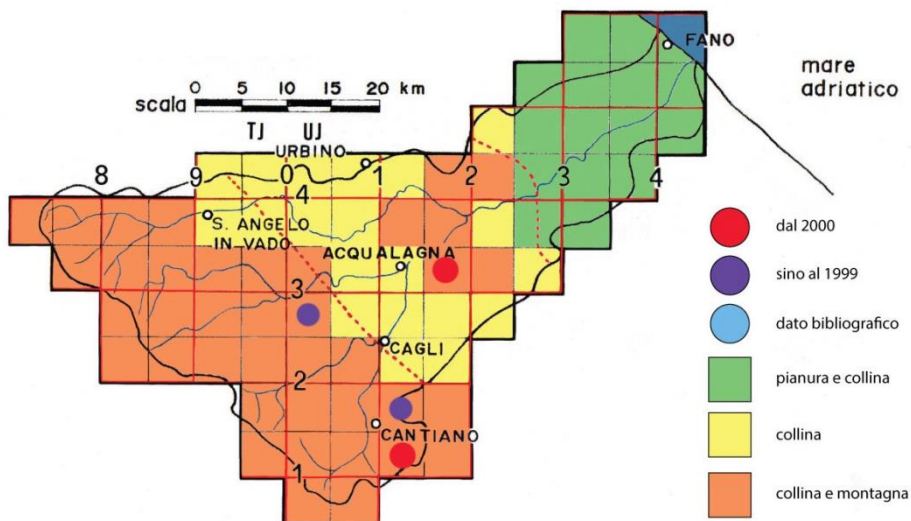 FANO
mare
adriatico
scala 0 5 10 15 20 km
TJ UJ
URBINO
8 9 0 1 2 3 4
4
S. ANGELO
IN VADO
ACQUALAGNA
3
CAGLI
2
CANTIANO
1
dal 2000
sino al 1999
dato bibliografico
pianura e collina
collina
collina e montagna